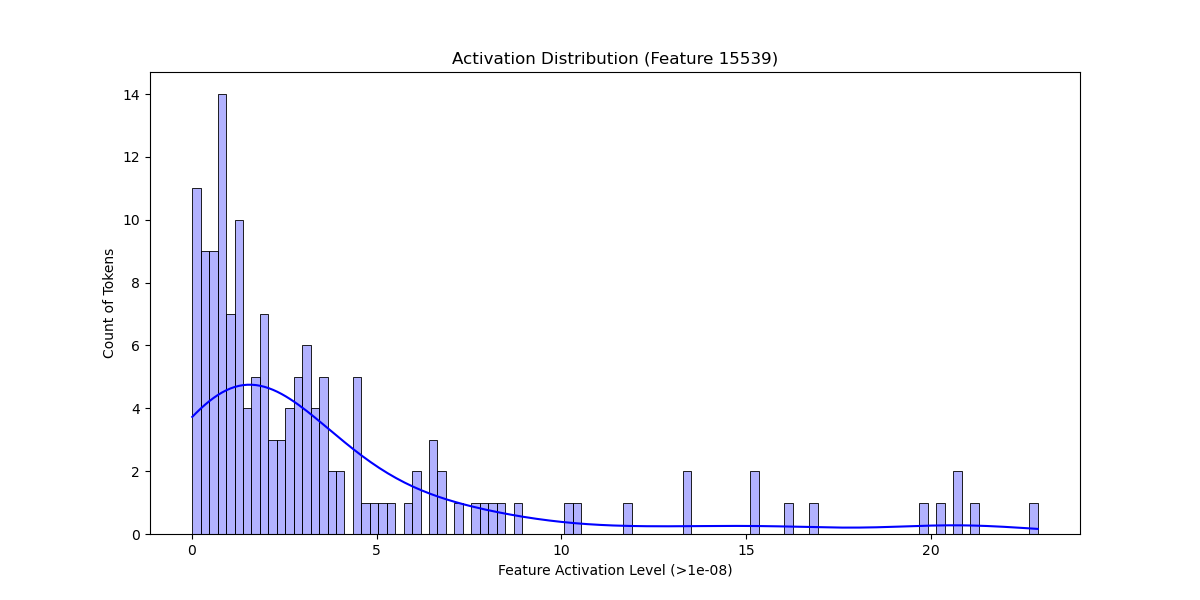 Activation Distribution (Feature 15539)
14
12
10
8
6
4
2
0
Count of Tokens
0 5 10 15 20
Feature Activation Level (>1e-08)